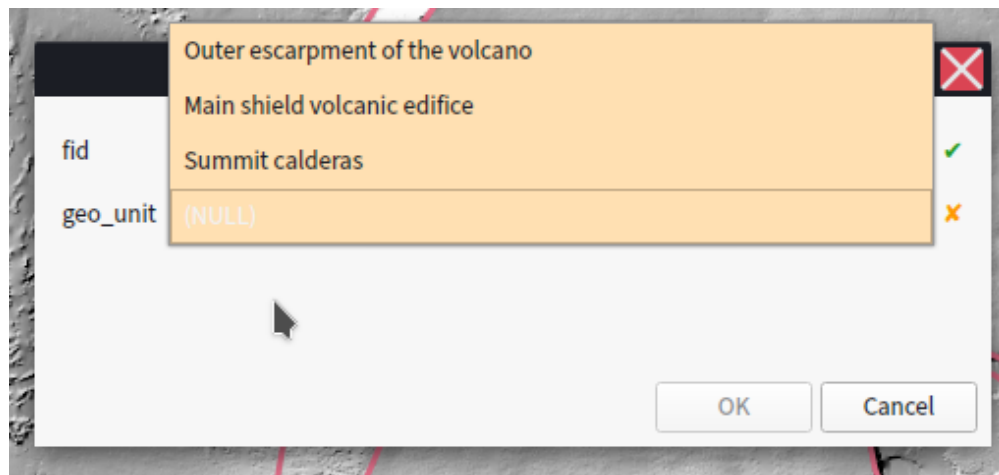 Outer escarpment of the volcano
Main shield volcanic edifice
fid
Summit calderas
geo_unit
(NULL)
OK
Cancel